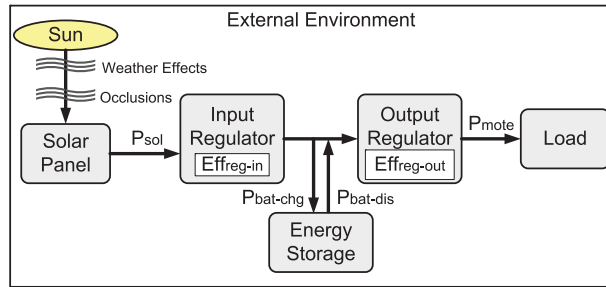 External Environment
Sun
Weather Effects
Occlusions
Solar
Panel
Psol
Input
Regulator
Effreg-in
Pbat-chg
Pbat-dis
Energy
Storage
Output
Regulator
Effreg-out
Pmote
Load